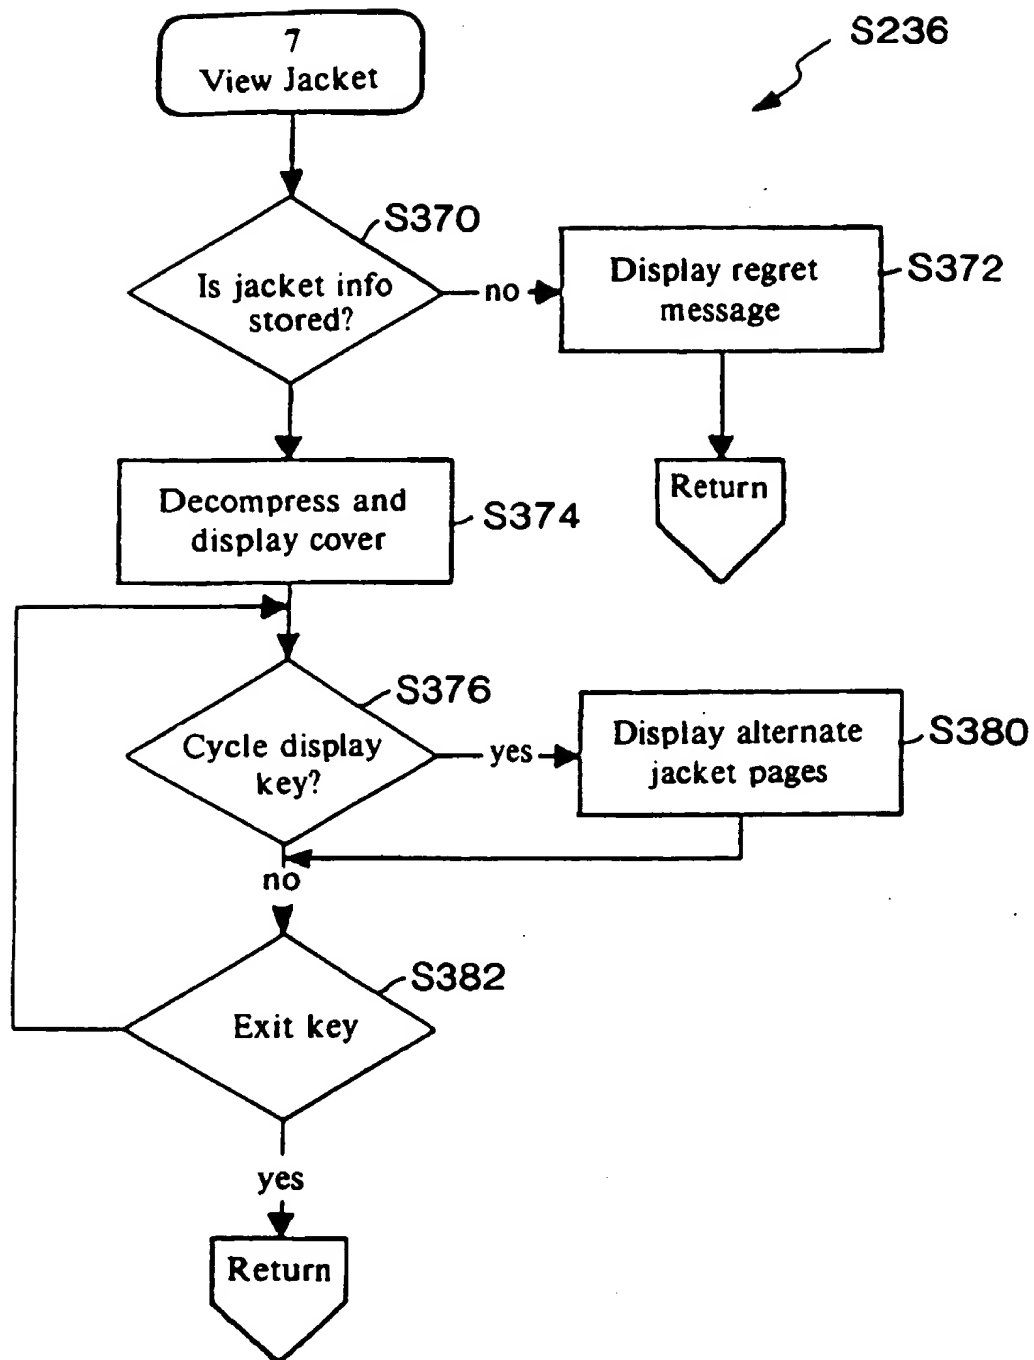 S236
7
View Jacket
S370
Is jacket info
stored?
no
Display regret
message
S372
Return
Decompress and
display cover
S374
S376
Cycle display
key?
yes
Display alternate
jacket pages
S380
no
S382
Exit key
yes
Return